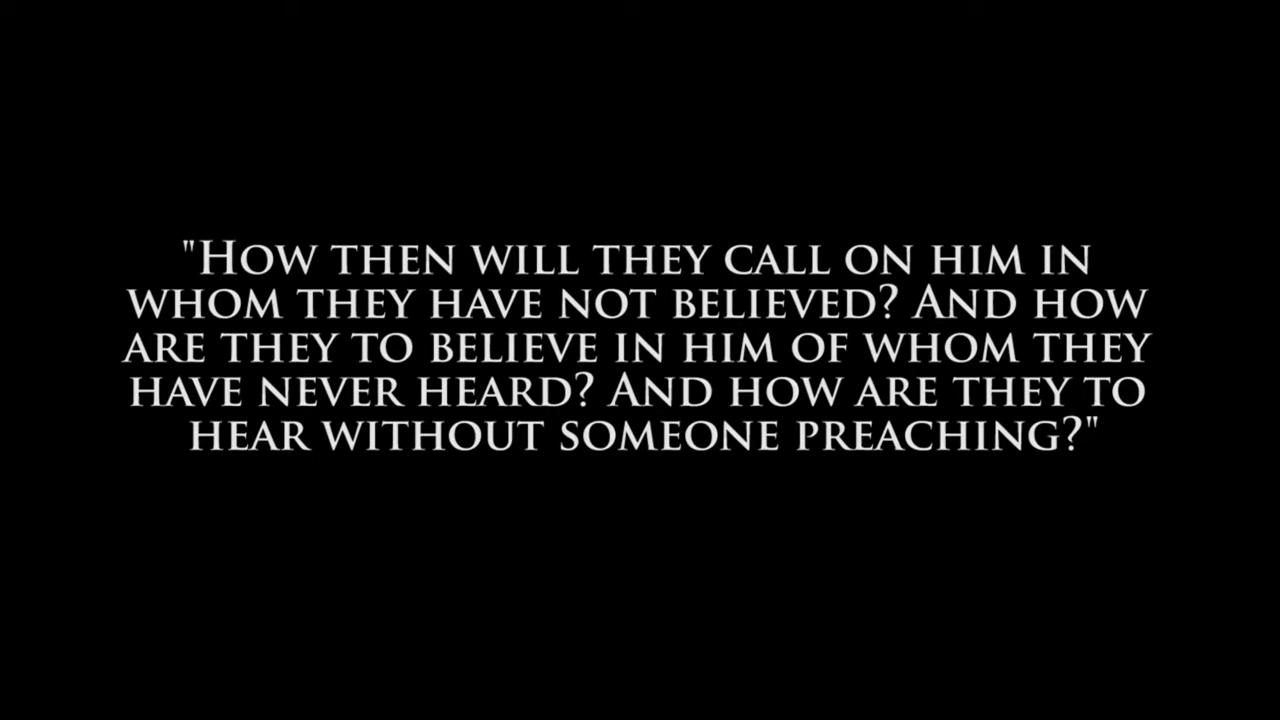 "How then will they call on him in
whom they have not believed? And how
are they to believe in him of whom they
have never heard? And how are they to
hear without someone preaching?"